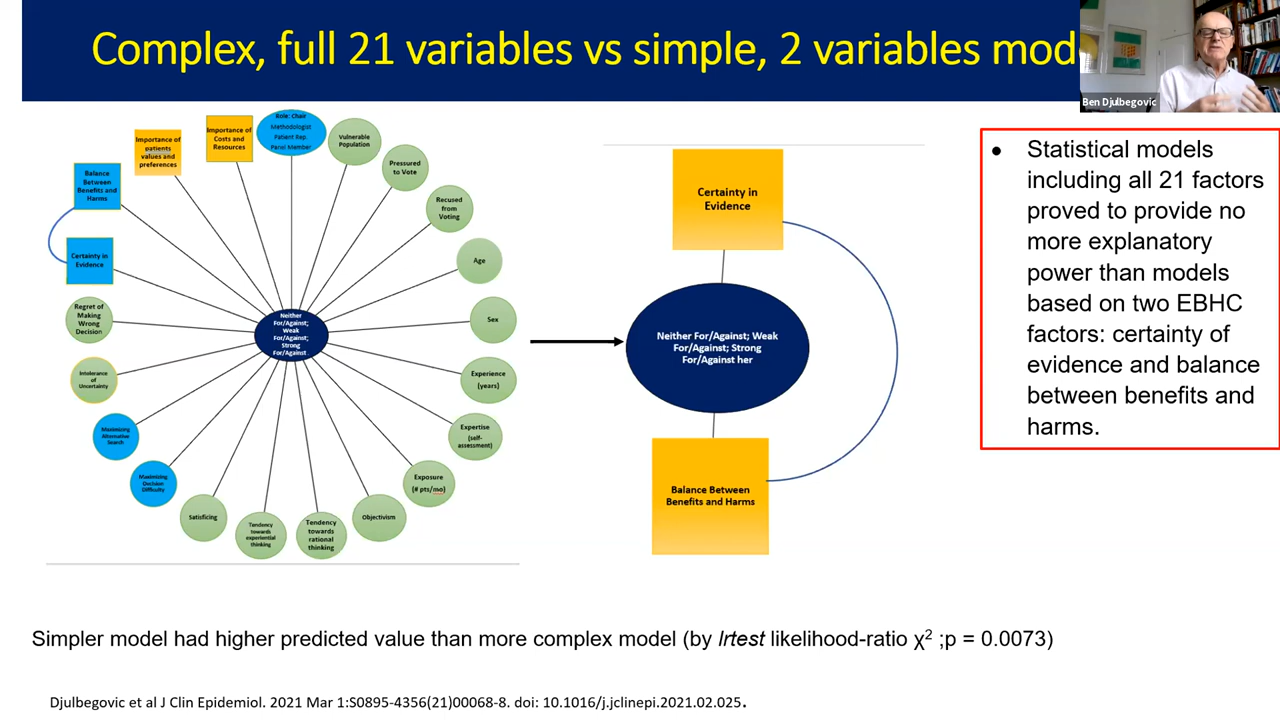 Complex, full 21 variables vs simple, 2 variables mod
Ben Djulbegovic
Role: Chair
Methodologist
Patient Rep.
Panel Member
Vulnerable
Population
Pressured
to Vote
Recused
from
Voting
Age
Sex
Experience
(years)
Expertise
(self-
assessment)
Exposure
(# pts/mo)
Objectivism
Tendency
towards
rational
thinking
Tendency
towards
experiential
thinking
Satisficing
Maximizing
Decision
Difficulty
Maximizing
Alternative
Search
Intolerance
of
Uncertainty
Regret of
Making
Wrong
Decision
Certainty in
Evidence
Balance
Between
Benefits and
Harms
Importance of
patients
values and
preferences
Importance of
Costs and
Resources
Neither
For/Against;
Weak
For/Against;
Strong
For/Against
Certainty in
Evidence
Neither For/Against; Weak
For/Against; Strong
For/Against her
Balance Between
Benefits and Harms
• Statistical models
including all 21 factors
proved to provide no
more explanatory
power than models
based on two EBHC
factors: certainty of
evidence and balance
between benefits and
harms.
Simpler model had higher predicted value than more complex model (by lrtest likelihood-ratio χ² ;p = 0.0073)
Djulbegovic et al J Clin Epidemiol. 2021 Mar 1:S0895-4356(21)00068-8. doi: 10.1016/j.jclinepi.2021.02.025.